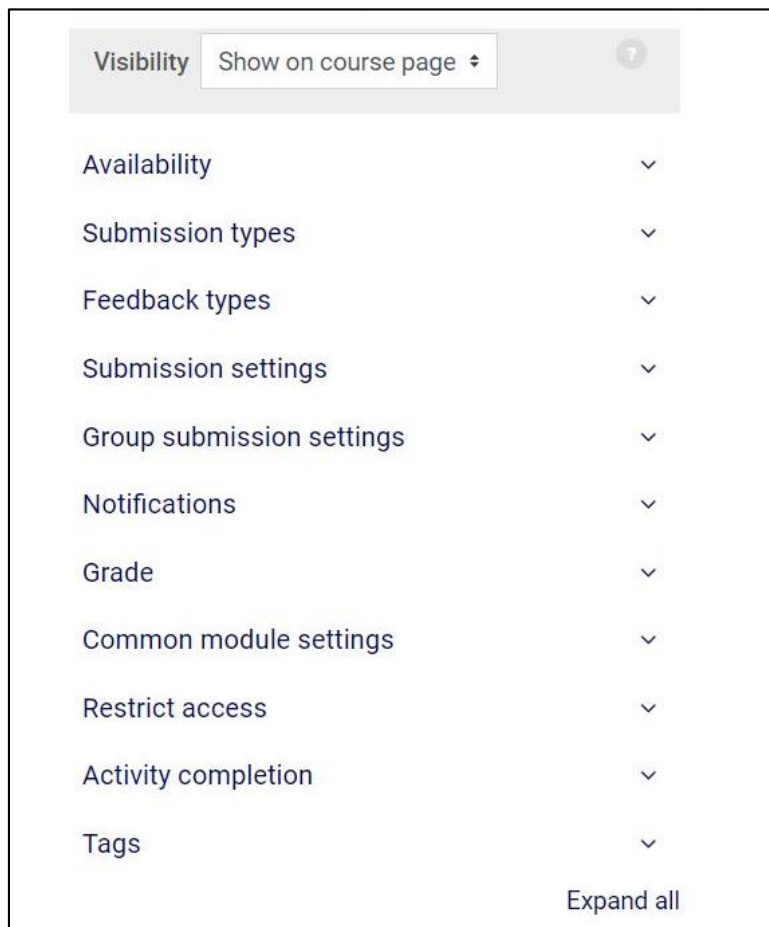 Visibility Show on course page
?
Availability
Submission types
Feedback types
Submission settings
Group submission settings
Notifications
Grade
Common module settings
Restrict access
Activity completion
Tags
Expand all